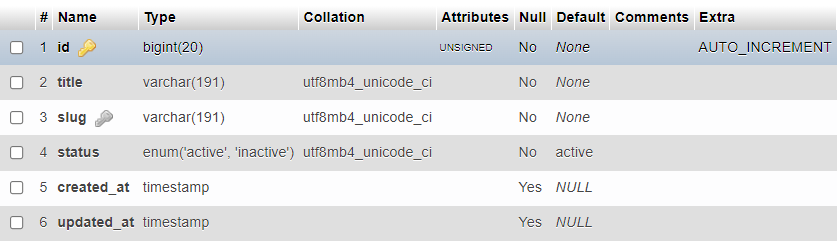 # Name Type Collation Attributes Null Default Comments Extra
1 id bigint(20) UNSIGNED No None AUTO_INCREMENT
2 title varchar(191) utf8mb4_unicode_ci No None
3 slug varchar(191) utf8mb4_unicode_ci No None
4 status enum('active', 'inactive') utf8mb4_unicode_ci No active
5 created_at timestamp Yes NULL
6 updated_at timestamp Yes NULL